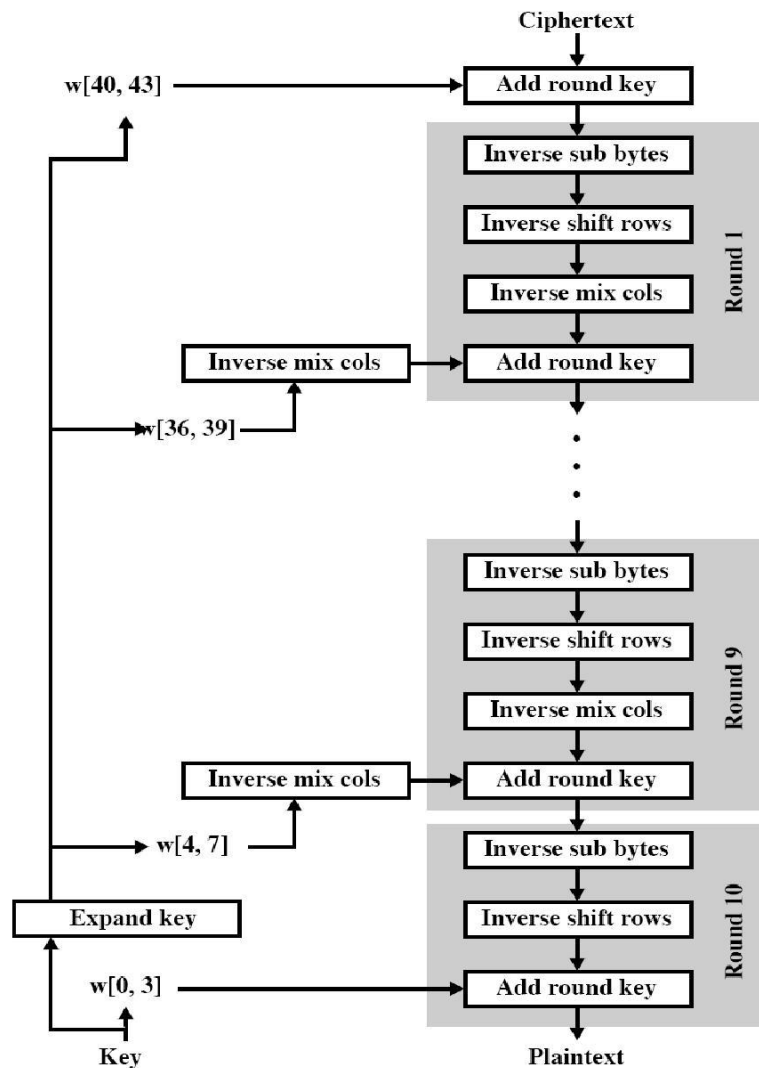 Ciphertext
w[40, 43]
Add round key
Inverse sub bytes
Inverse shift rows
Inverse mix cols
Round 1
Inverse mix cols
Add round key
w[36, 39]
Inverse sub bytes
Inverse shift rows
Inverse mix cols
Round 9
Inverse mix cols
Add round key
w[4, 7]
Inverse sub bytes
Expand key
Inverse shift rows
Round 10
w[0, 3]
Add round key
Key
Plaintext